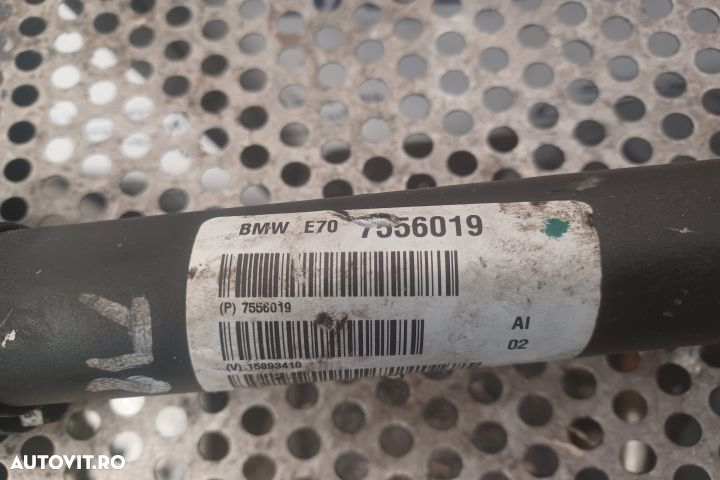 BMW E70 7556019
(P) 7556019
AI
02
(V) 15893410
AUTOVIT.RO